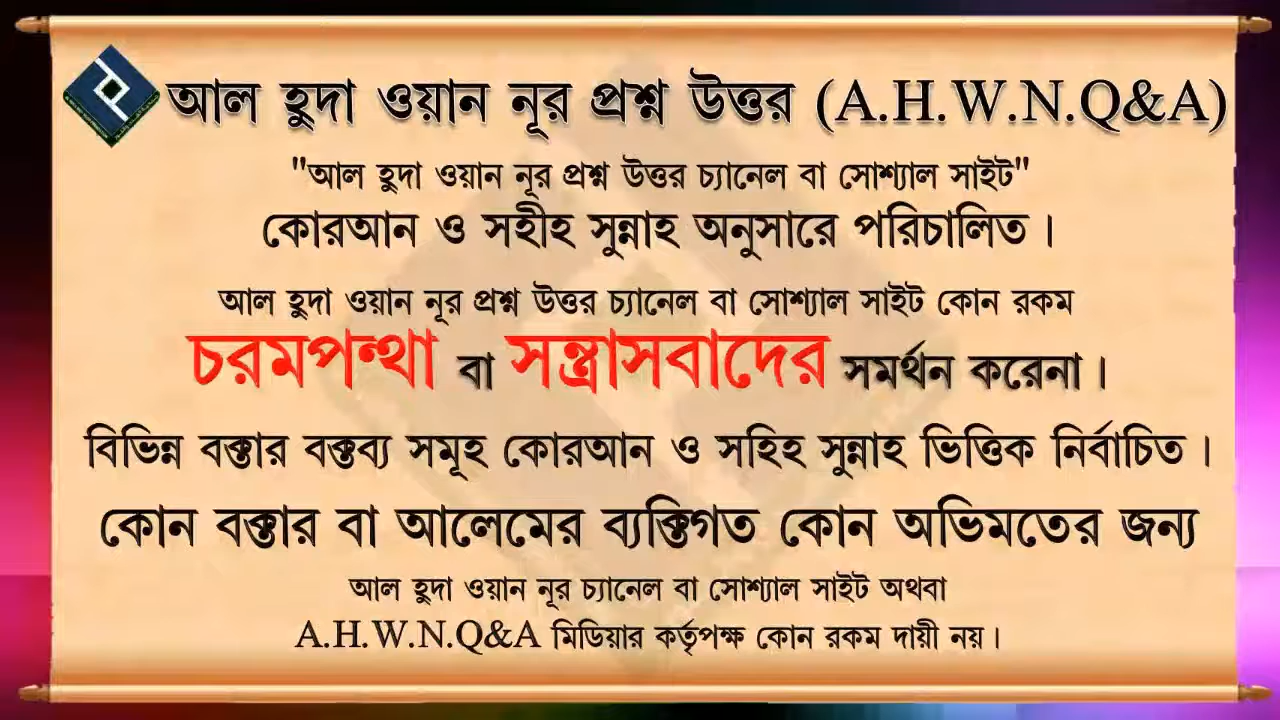 আল হুদা ওয়ান নূর প্রশ্ন উত্তর (A.H.W.N.Q&A)
"আল হুদা ওয়ান নূর প্রশ্ন উত্তর চ্যানেল বা সোশ্যাল সাইট"
কোরআন ও সহীহ সুন্নাহ অনুসারে পরিচালিত।
আল হুদা ওয়ান নূর প্রশ্ন উত্তর চ্যানেল বা সোশ্যাল সাইট কোন রকম
চরমপন্থা বা সন্ত্রাসবাদের সমর্থন করেনা।
বিভিন্ন বক্তার বক্তব্য সমূহ কোরআন ও সহিহ সুন্নাহ ভিত্তিক নির্বাচিত।
কোন বক্তার বা আলেমের ব্যক্তিগত কোন অভিমতের জন্য
আল হুদা ওয়ান নূর চ্যানেল বা সোশ্যাল সাইট অথবা
A.H.W.N.Q&A মিডিয়ার কর্তৃপক্ষ কোন রকম দায়ী নয়।